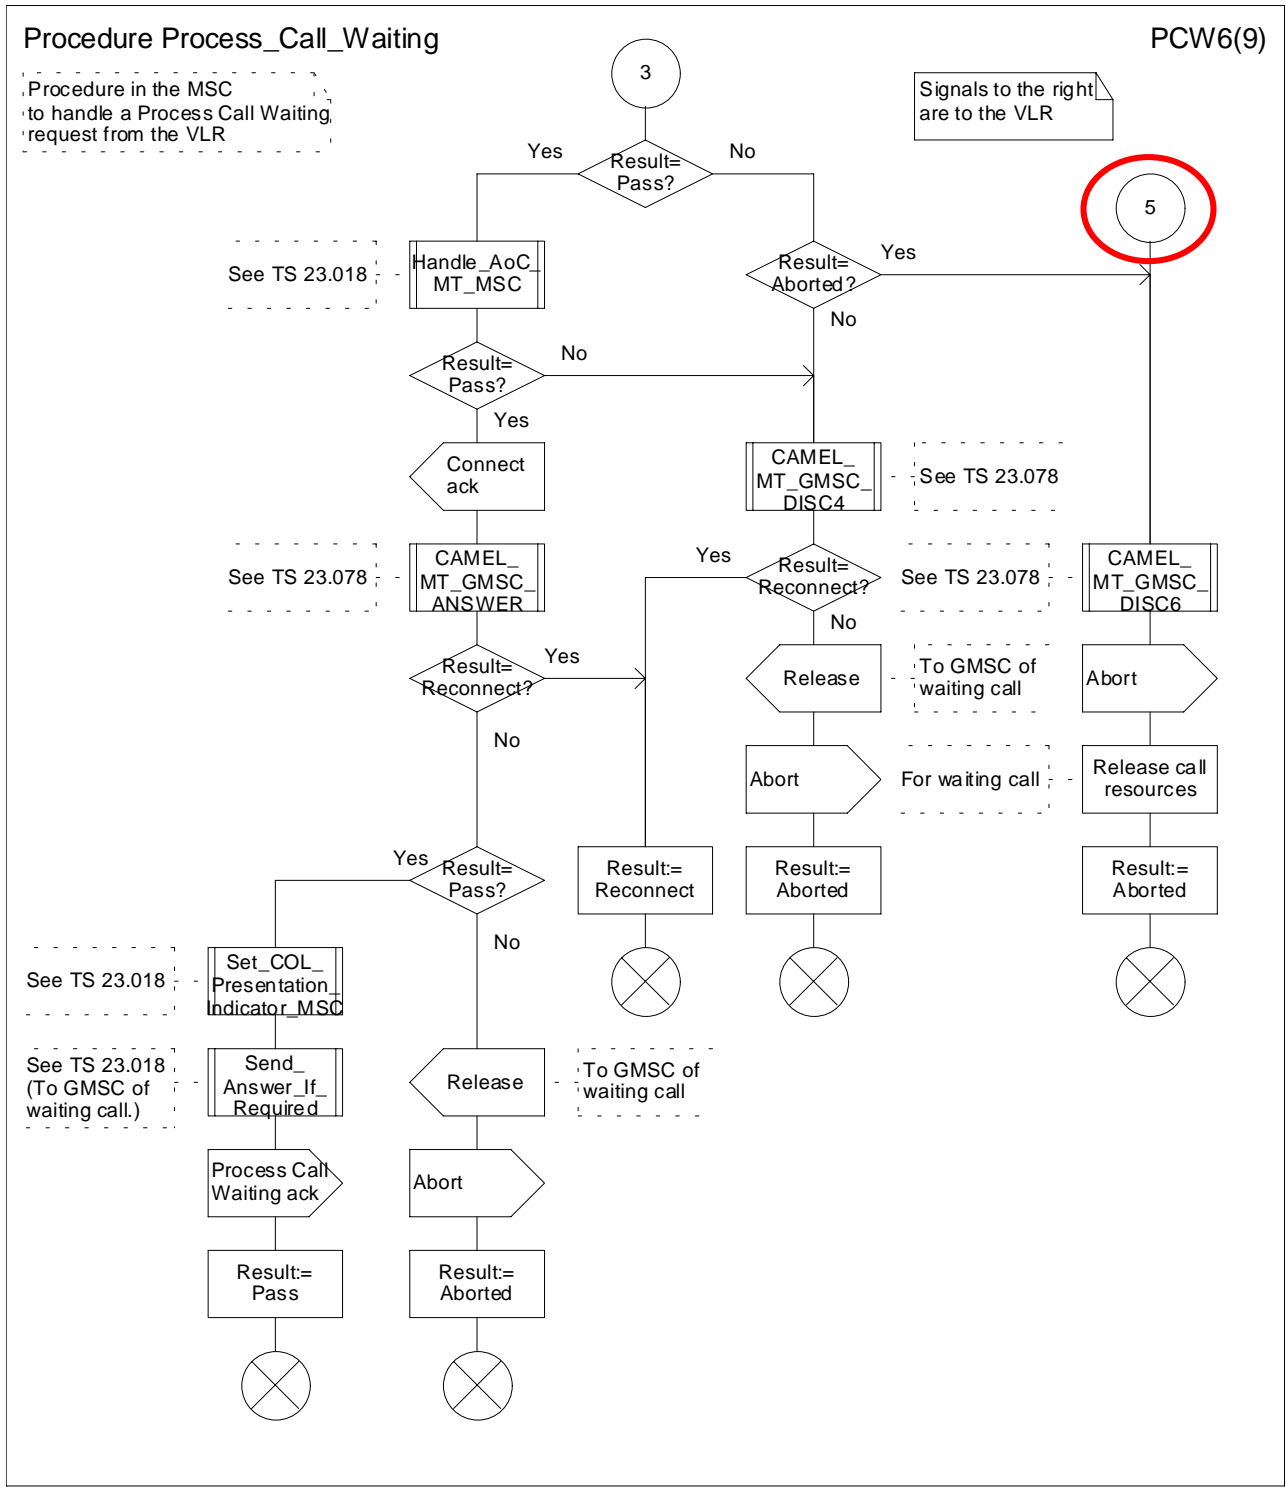 Procedure Process_Call_Waiting
PCW6(9)
Procedure in the MSC
to handle a Process Call Waiting
request from the VLR
3
Signals to the right
are to the VLR
Yes
Result=
Pass?
No
5
See TS 23.018
Handle_AoC_
MT_MSC
Result=
Aborted?
Yes
No
Result=
Pass?
No
Yes
Connect
ack
CAMEL_
MT_GMSC_
DISC4
See TS 23.078
See TS 23.078
CAMEL_
MT_GMSC_
ANSWER
Yes
Result=
Reconnect?
No
See TS 23.078
CAMEL_
MT_GMSC_
DISC6
Result=
Reconnect?
Yes
No
Release
To GMSC of
waiting call
Abort
Abort
For waiting call
Release call
resources
Yes
Result=
Pass?
No
Result:=
Reconnect
Result:=
Aborted
Result:=
Aborted
See TS 23.018
Set_COL_
Presentation_
Indicator_MSC
See TS 23.018
(To GMSC of
waiting call.)
Send_
Answer_If_
Required
Release
To GMSC of
waiting call
Process Call
Waiting ack
Abort
Result:=
Pass
Result:=
Aborted